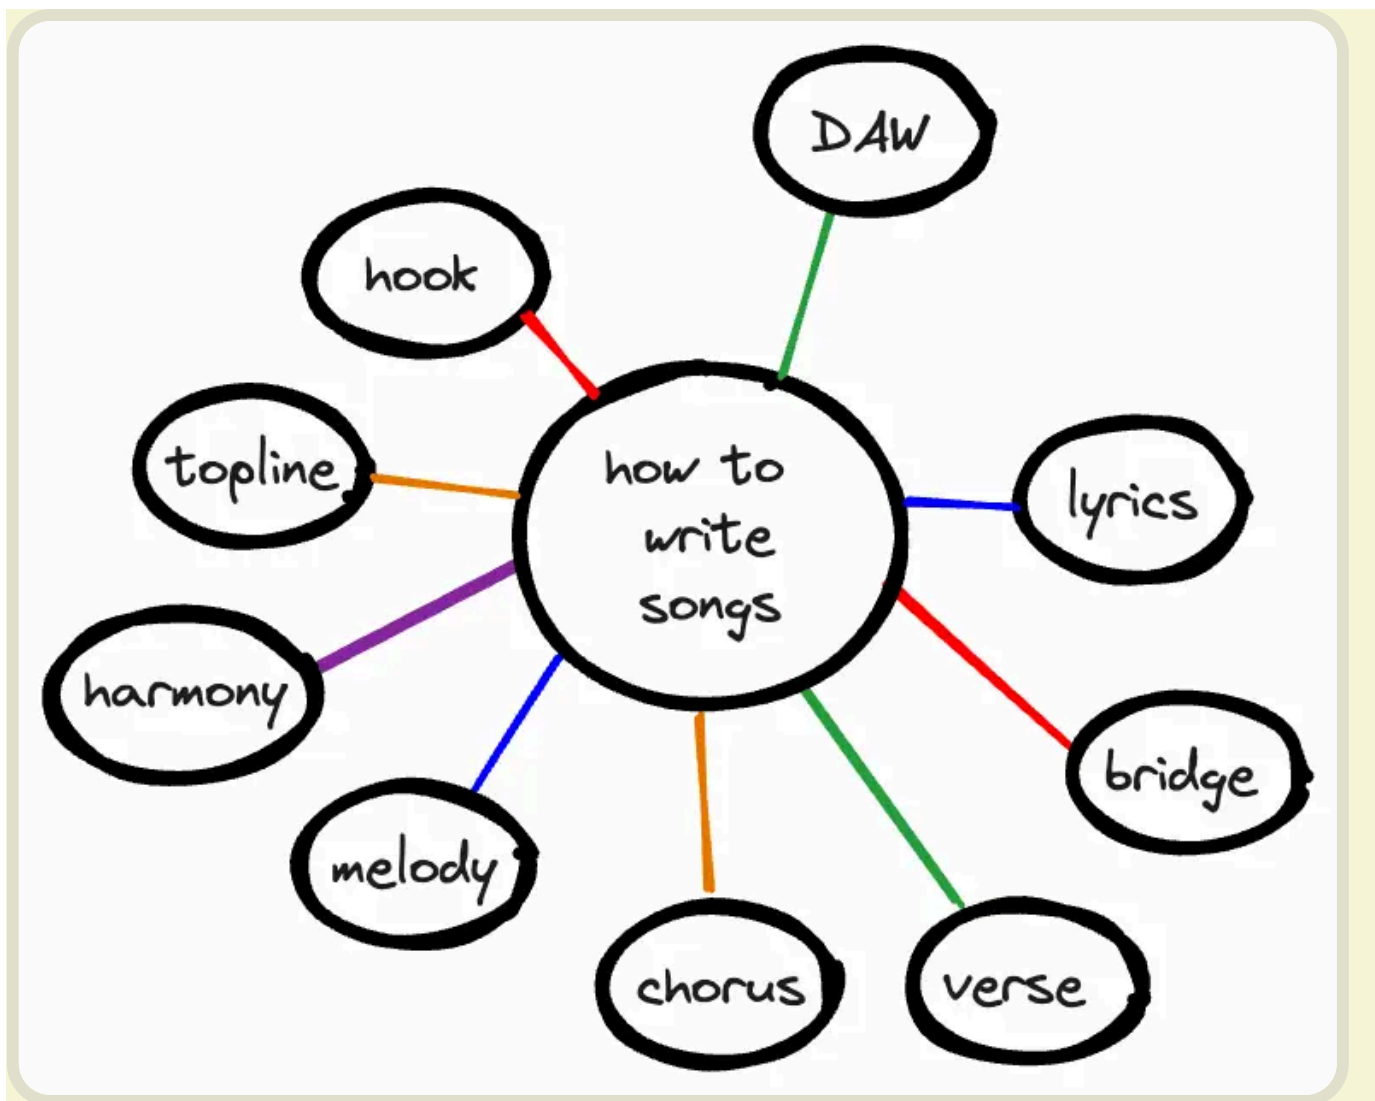 DAW
hook
topline
how to
write
songs
lyrics
harmony
bridge
melody
chorus
verse